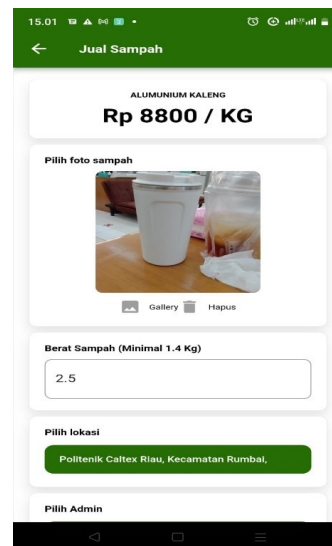 15.01
Jual Sampah
ALUMUNIUM KALENG
Rp 8800 / KG
Pilih foto sampah
Gallery Hapus
Berat Sampah (Minimal 1.4 Kg)
2.5
Pilih lokasi
Politenik Caltex Riau, Kecamatan Rumbai,
Pilih Admin